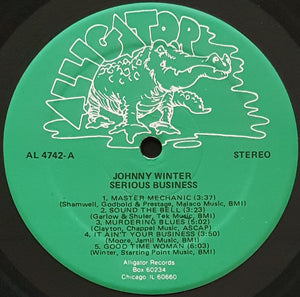 ALLIGATOR
AL 4742-A
STEREO
JOHNNY WINTER
SERIOUS BUSINESS
1. MASTER MECHANIC (3:37)
(Shamwell, Godbold & Prestage, Malaco Music, BMI)
2. SOUND THE BELL (3:23)
(Garlow & Shuler, Tek Music, BMI)
3. MURDERING BLUES (5:02)
(Clayton, Chappel Music, ASCAP)
4. IT AIN'T YOUR BUSINESS (3:50)
(Moore, Jamil Music, BMI)
5. GOOD TIME WOMAN (6:03)
(Winter, Starting Point Music, BMI)
Alligator Records
Box 60234
Chicago IL 60660